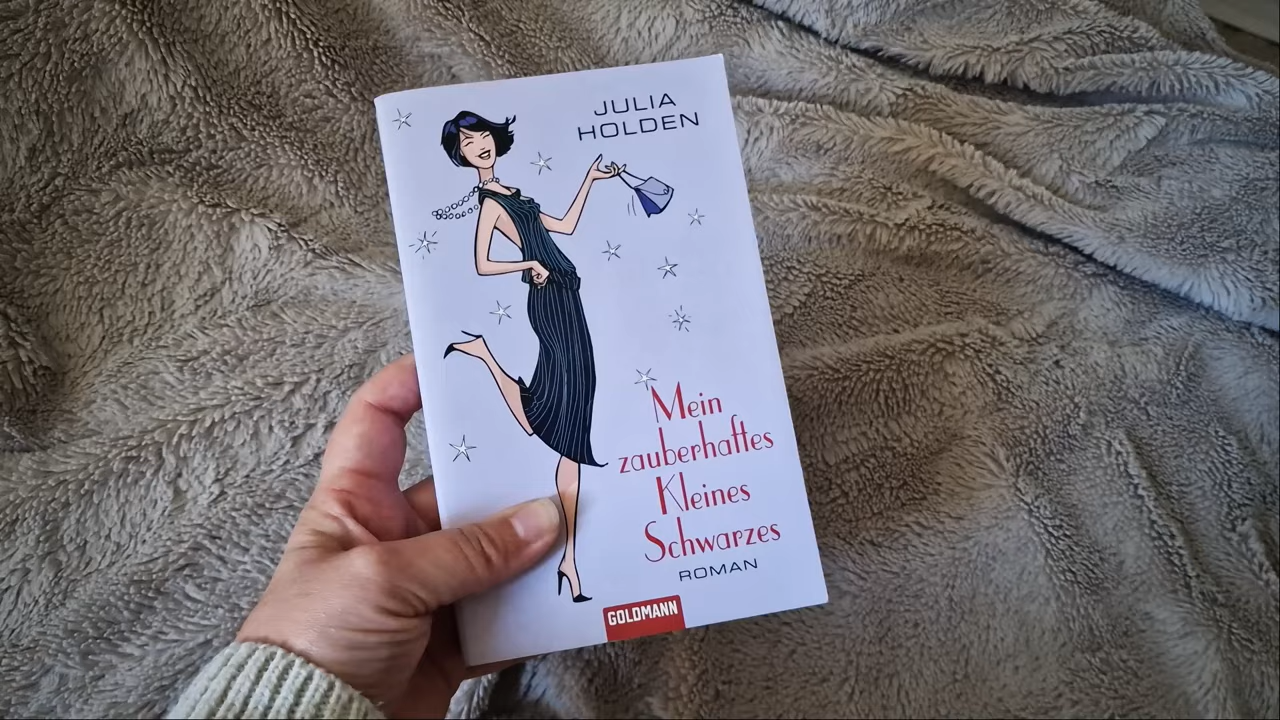 JULIA
HOLDEN
Mein
zauberhaftes
Kleines
Schwarzes
ROMAN
GOLDMANN